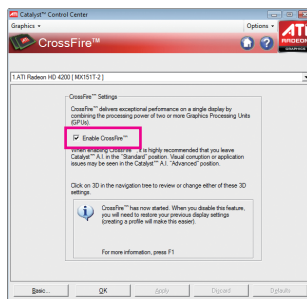 Catalyst™ Control Center
Graphics
Options
ATI
RADEON
GRAPHICS
CrossFire™
1.ATI Radeon HD 4200 [ MX151T-2 ]
CrossFire™ Settings
CrossFire™ delivers exceptional performance on a single display by
combining the processing power of two or more Graphics Processing Units
(GPUs).
Enable CrossFire™
When enabling CrossFire™, it is highly recommended that you leave
Catalyst™ A.I. in the "Standard" position. Visual corruption or application
issues may be seen in the Catalyst™ A.I. "Advanced" position.
Click on 3D in the navigation tree to review or change either of these 3D
settings.
CrossFire™ has now started. When you disable this feature,
you will need to restore your previous display settings
(creating a profile will make this easier).
For more information, press F1
Basic...
OK
Apply
Discard
Defaults